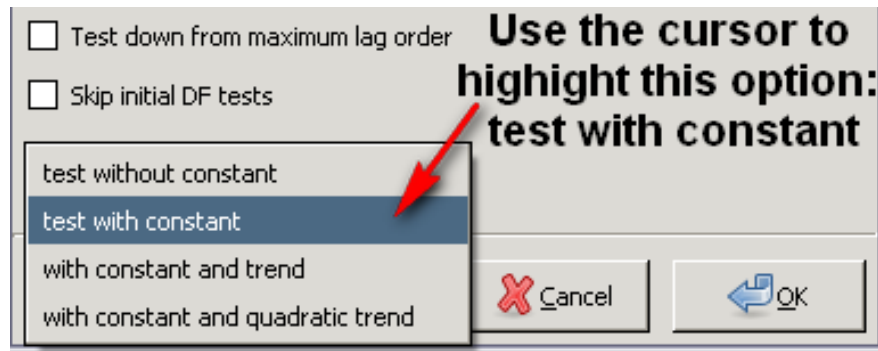 Test down from maximum lag order
Use the cursor to
highight this option:
test with constant
Skip initial DF tests
test without constant
test with constant
with constant and trend
with constant and quadratic trend
Cancel
OK